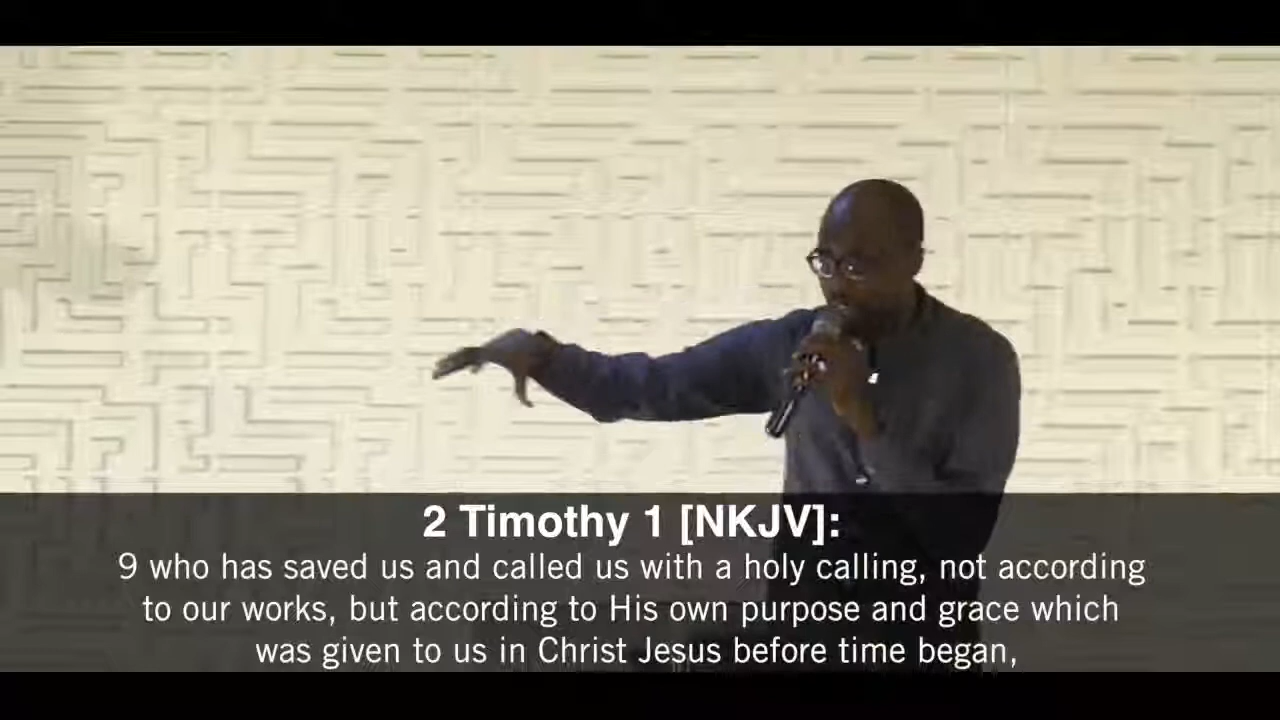 2 Timothy 1 [NKJV]:
9 who has saved us and called us with a holy calling, not according
to our works, but according to His own purpose and grace which
was given to us in Christ Jesus before time began,